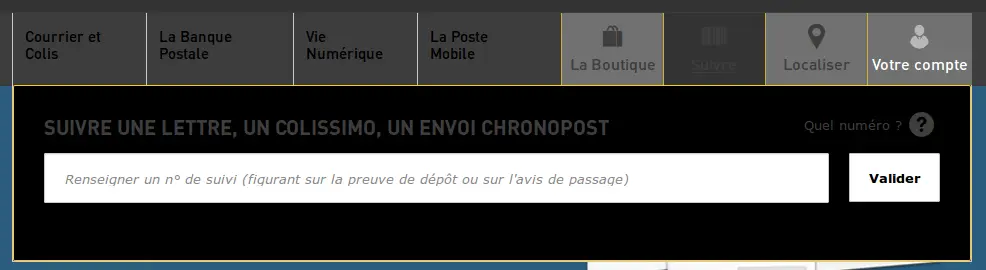 Courrier et
Colis
La Banque
Postale
Vie
Numérique
La Poste
Mobile
La Boutique
Suivre
Localiser
Votre compte
SUIVRE UNE LETTRE, UN COLISSIMO, UN ENVOI CHRONOPOST
Quel numéro ? ?
Renseigner un n° de suivi (figurant sur la preuve de dépôt ou sur l'avis de passage)
Valider